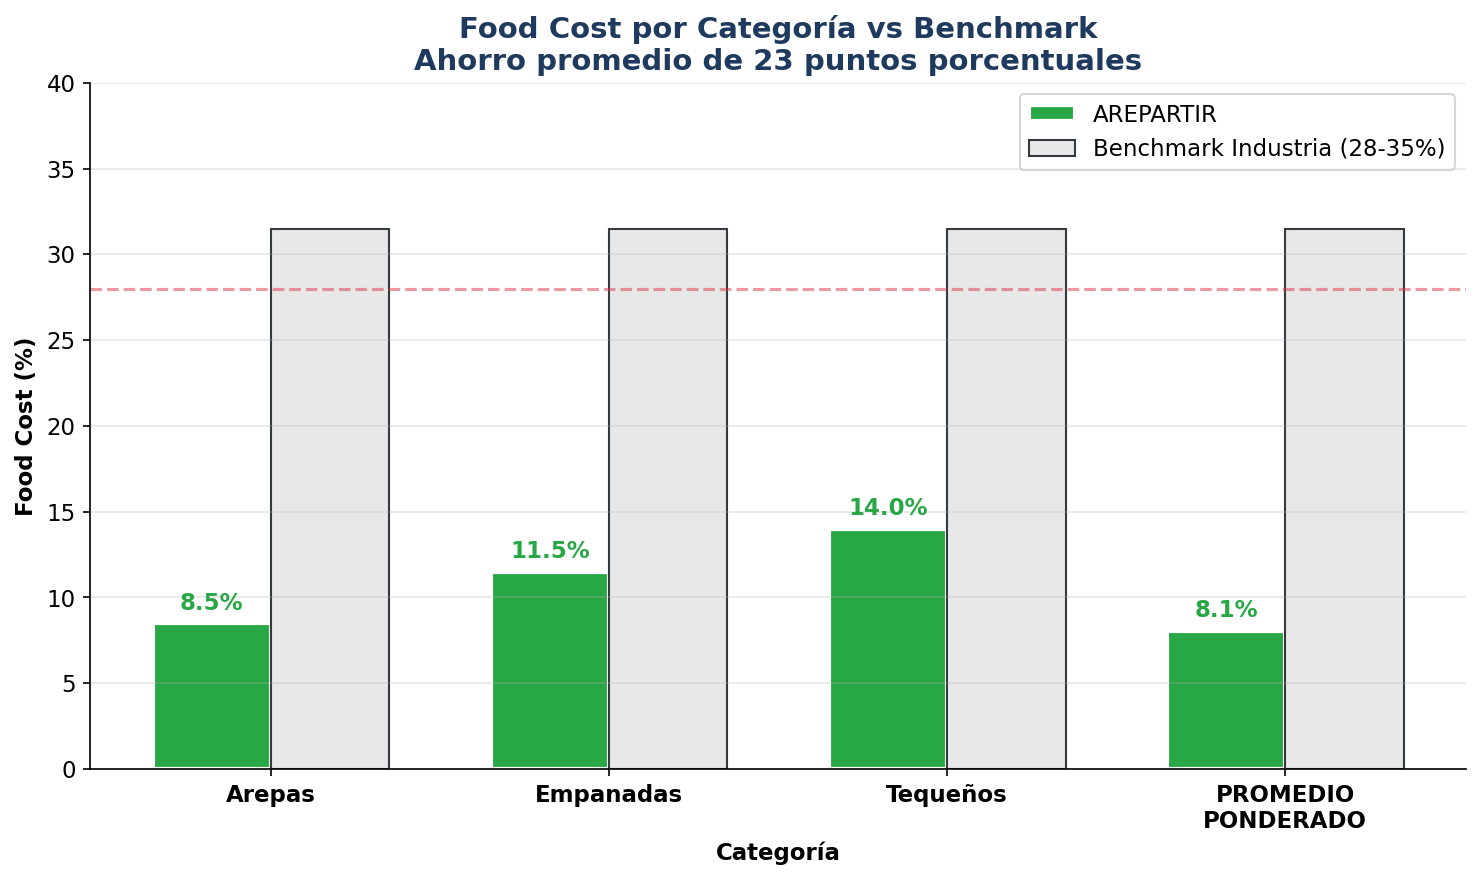 Food Cost por Categoría vs Benchmark
Ahorro promedio de 23 puntos porcentuales
AREPARTIR
Benchmark Industria (28-35%)
Food Cost (%)
40
35
30
25
20
15
10
5
0
8.5%
11.5%
14.0%
8.1%
Arepas
Empanadas
Tequeños
PROMEDIO
PONDERADO
Categoría